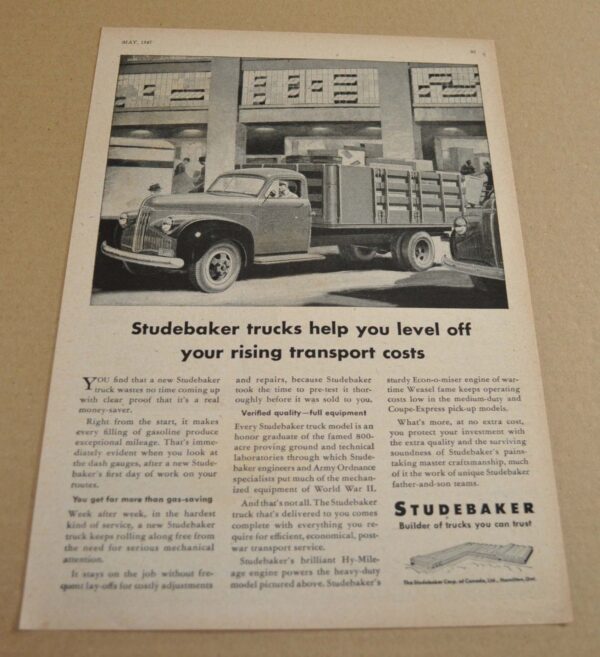 MAY, 1947
Studebaker trucks help you level off
your rising transport costs
YOU find that a new Studebaker
truck wastes no time coming up
with clear proof that it's a real
money-saver.
Right from the start, it makes
every filling of gasoline produce
exceptional mileage. That's imme-
diately evident when you look at
the dash gauges, after a new Stude-
baker's first day of work on your
routes.
You get far more than gas-saving
Week after week, in the hardest
kind of service, a new Studebaker
truck keeps rolling along free from
the need for serious mechanical
attention.
It stays on the job without fre-
quent lay-offs for costly adjustments
and repairs, because Studebaker
took the time to pre-test it thor-
oughly before it was sold to you.
Verified quality—full equipment
Every Studebaker truck model is an
honor graduate of the famed 800-
acre proving ground and technical
laboratories through which Stude-
baker engineers and Army Ordnance
specialists put much of the mechan-
ized equipment of World War II.
And that's not all. The Studebaker
truck that's delivered to you comes
complete with everything you re-
quire for efficient, economical, post-
war transport service.
Studebaker's brilliant Hy-Mile-
age engine powers the heavy-duty
model pictured above. Studebaker's
sturdy Econ-o-miser engine of war-
time Weasel fame keeps operating
costs low in the medium-duty and
Coupe-Express pick-up models.
What's more, at no extra cost,
you protect your investment with
the extra quality and the surviving
soundness of Studebaker's pains-
taking master craftsmanship, much
of it the work of unique Studebaker
father-and-son teams.
STUDEBAKER
Builder of trucks you can trust
The Studebaker Corp. of Canada, Ltd., Hamilton, Ont.